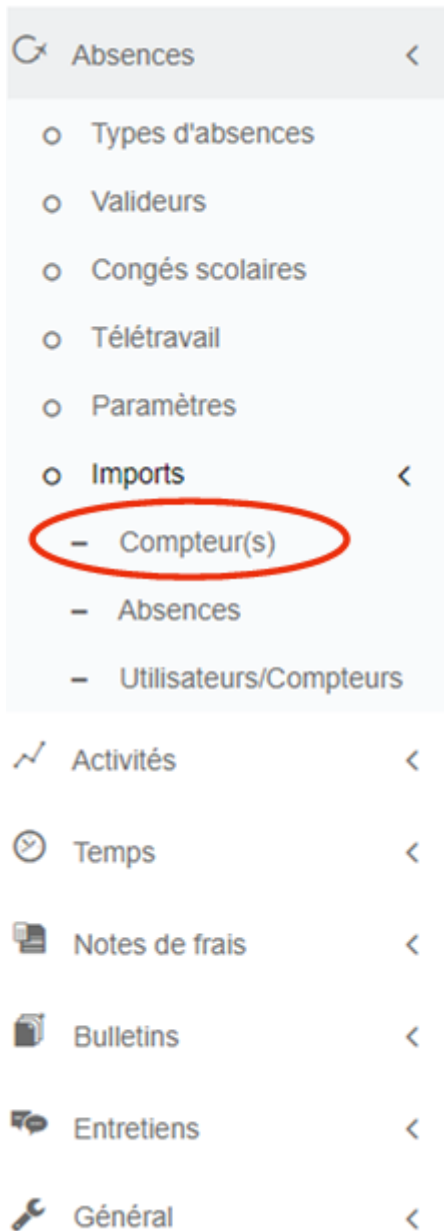 Absences
Types d'absences
Valideurs
Congés scolaires
Télétravail
Paramètres
Imports
Compteur(s)
Absences
Utilisateurs/Compteurs
Activités
Temps
Notes de frais
Bulletins
Entretiens
Général